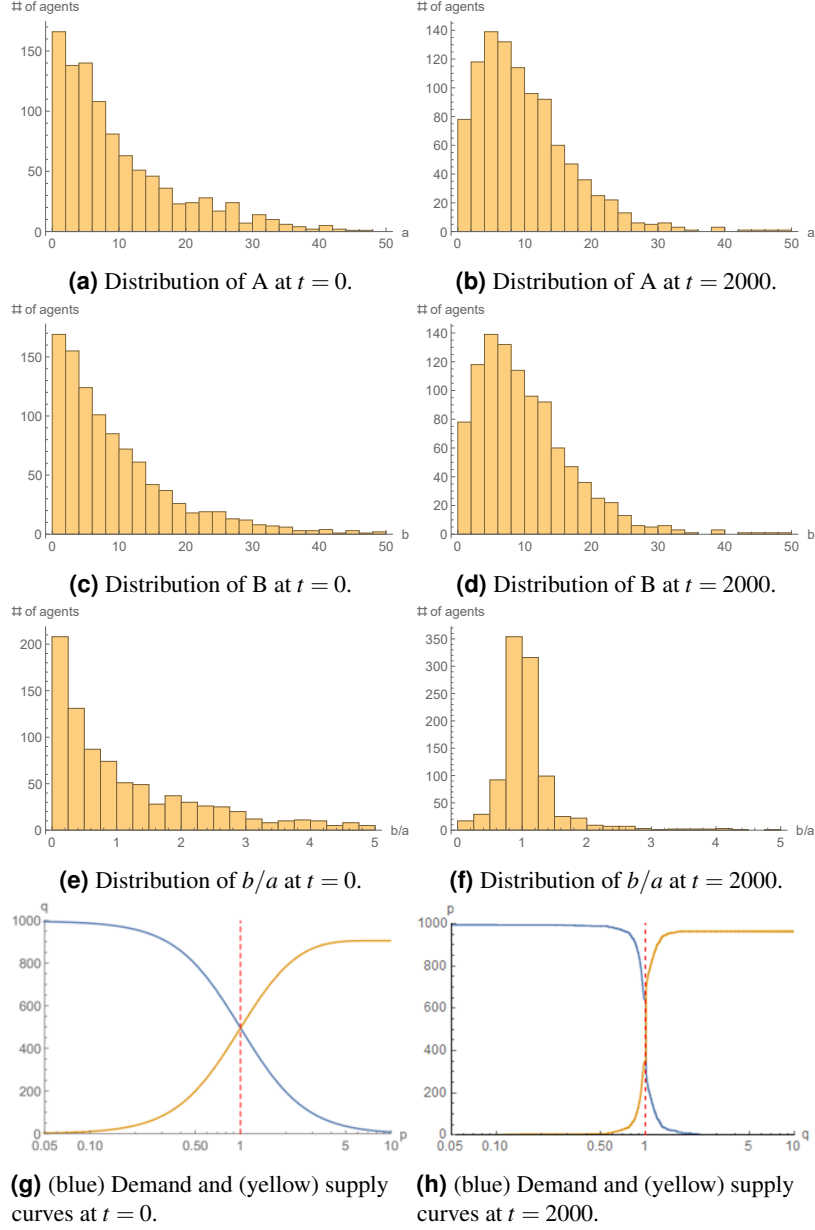 # of agents
150
100
50
0
0 10 20 30 40 50 a
(a) Distribution of A at t = 0.
# of agents
140
120
100
80
60
40
20
0
0 10 20 30 40 50
(b) Distribution of A at t = 2000.
# of agents
150
100
50
0
0 10 20 30 40 50 b
(c) Distribution of B at t = 0.
# of agents
140
120
100
80
60
40
20
0
0 10 20 30 40 50
(d) Distribution of B at t = 2000.
# of agents
200
150
100
50
0
0 1 2 3 4 5 b/a
(e) Distribution of b/a at t = 0.
# of agents
350
300
250
200
150
100
50
0
0 1 2 3 4 5 b/a
(f) Distribution of b/a at t = 2000.
q
1000
800
600
400
200
0
0.05 0.10 0.50 1 5 10 p
(g) (blue) Demand and (yellow) supply
curves at t = 0.
p
1000
800
600
400
200
0
0.05 0.10 0.50 1 5 10 q
(h) (blue) Demand and (yellow) supply
curves at t = 2000.